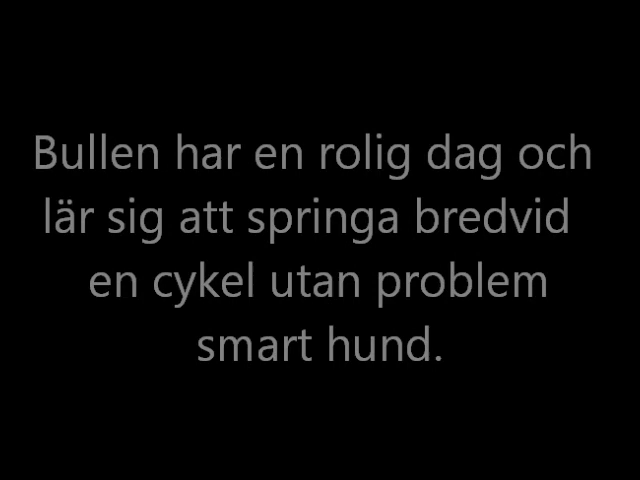 Bullen har en rolig dag och
lär sig att springa bredvid
en cykel utan problem
smart hund.